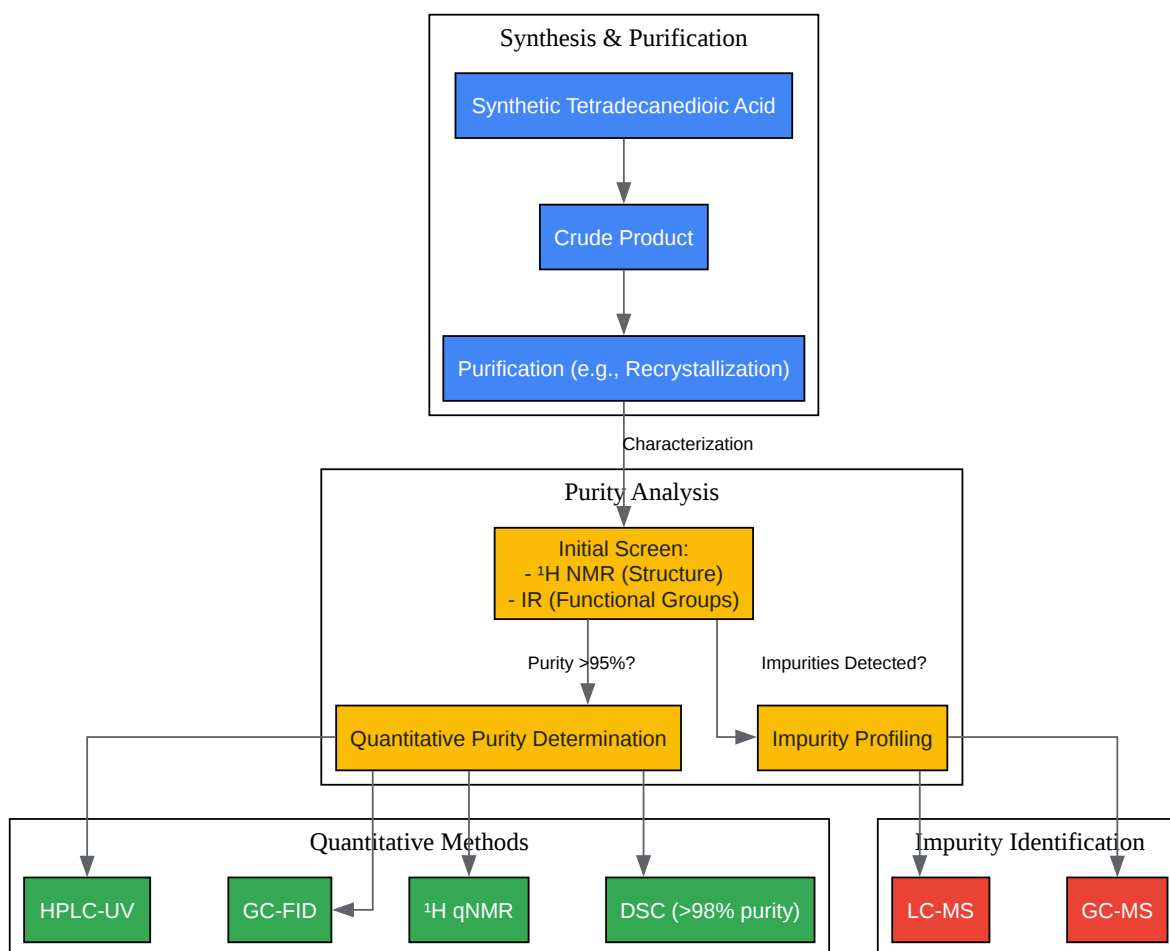 Synthesis & Purification
Synthetic Tetradecanedioic Acid
Crude Product
Purification (e.g., Recrystallization)
Characterization
Purity Analysis
Initial Screen:
- ¹H NMR (Structure)
- IR (Functional Groups)
Purity >95%?
Impurities Detected?
Quantitative Purity Determination
Impurity Profiling
Quantitative Methods
Impurity Identification
HPLC-UV
GC-FID
¹H qNMR
DSC (>98% purity)
LC-MS
GC-MS